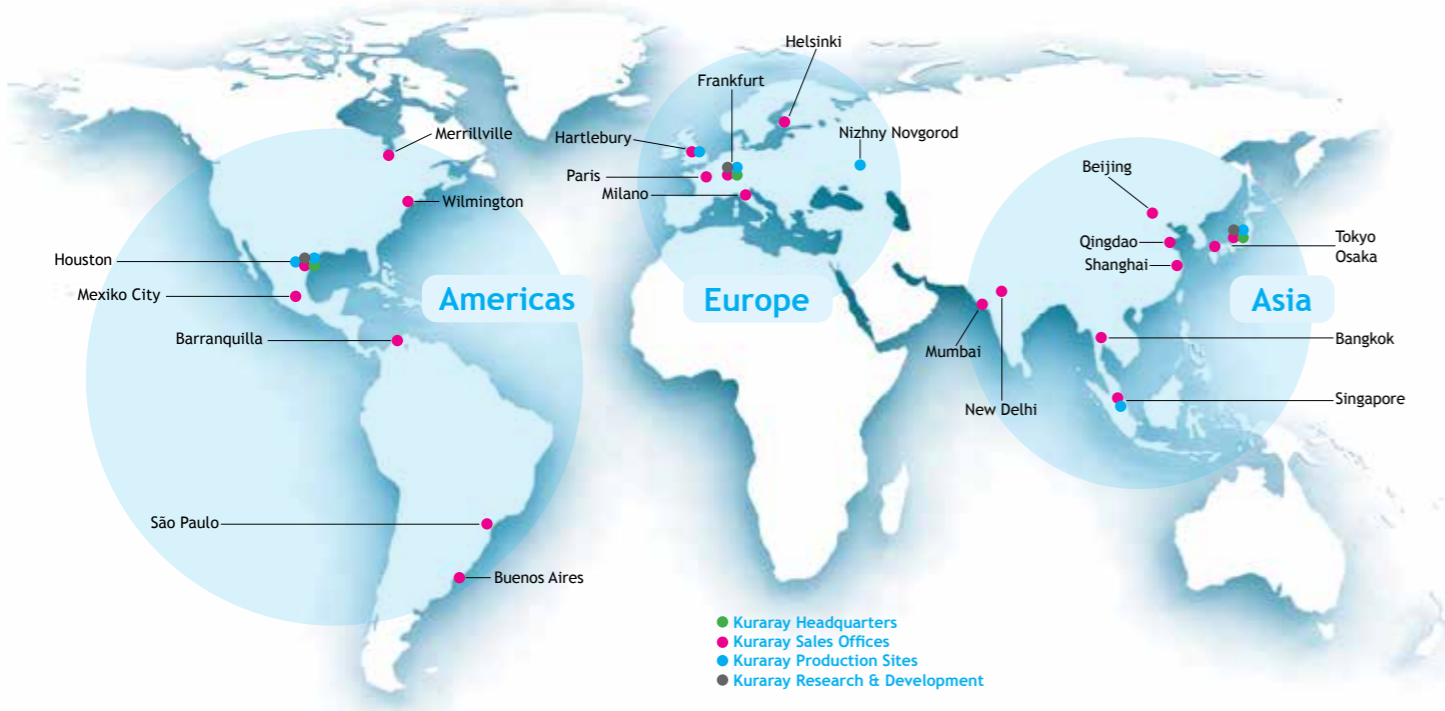 Helsinki
Frankfurt
Merrillville
Hartlebury
Nizhny Novgorod
Paris
Beijing
Milano
Wilmington
Qingdao
Tokyo
Osaka
Houston
Shanghai
Mexiko City
Americas
Europe
Asia
Barranquilla
Mumbai
Bangkok
New Delhi
Singapore
São Paulo
Buenos Aires
Kuraray Headquarters
Kuraray Sales Offices
Kuraray Production Sites
Kuraray Research & Development